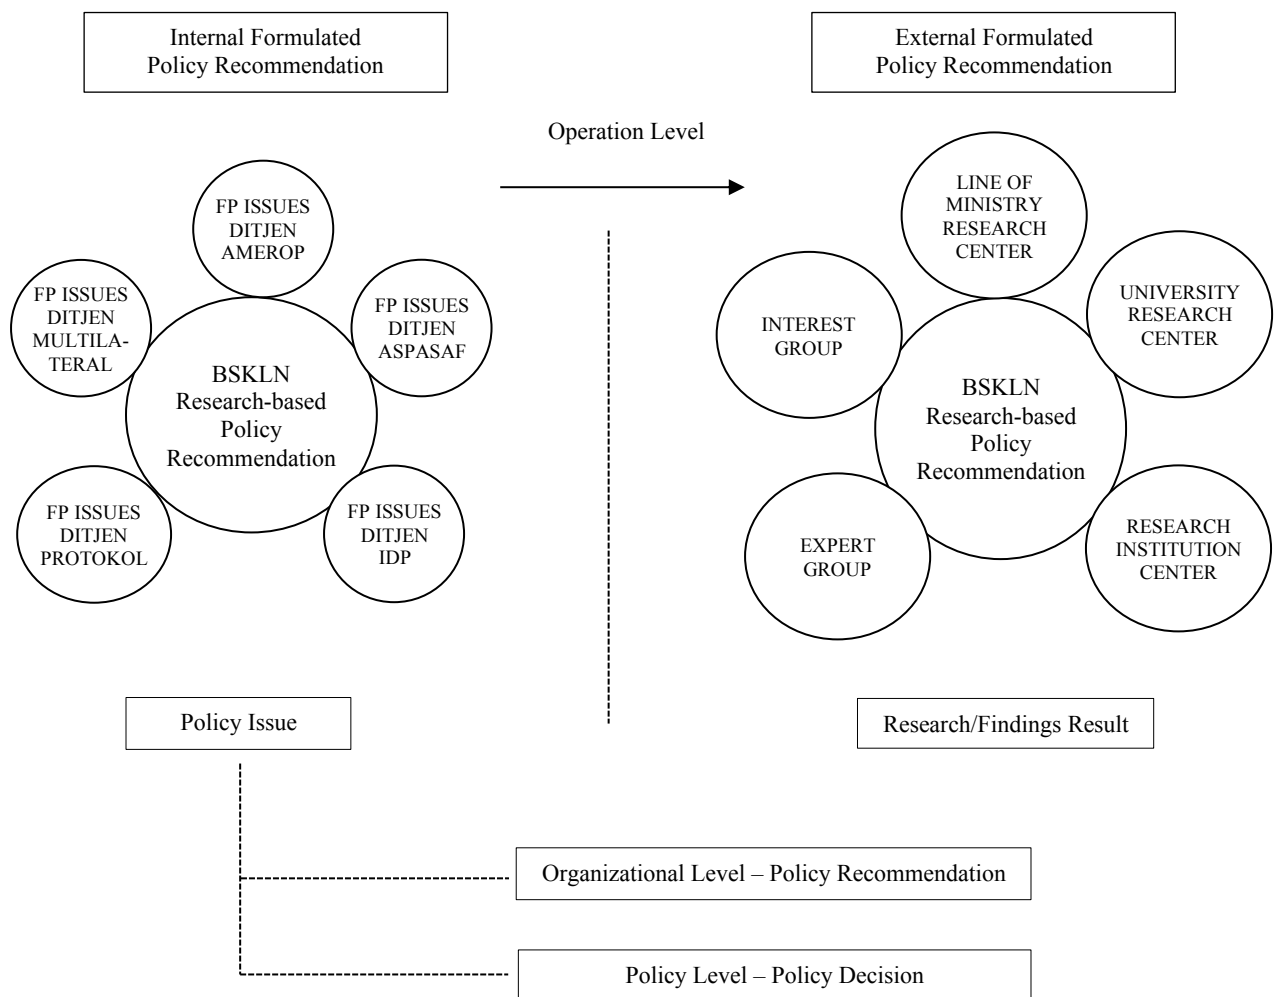 Internal Formulated
Policy Recommendation
External Formulated
Policy Recommendation
Operation Level
FP ISSUES
DITJEN
AMEROP
FP ISSUES
DITJEN
MULTILA-
TERAL
FP ISSUES
DITJEN
ASPASAF
BSKLN
Research-based
Policy
Recommendation
FP ISSUES
DITJEN
PROTOKOL
FP ISSUES
DITJEN
IDP
LINE OF
MINISTRY
RESEARCH
CENTER
INTEREST
GROUP
UNIVERSITY
RESEARCH
CENTER
BSKLN
Research-based
Policy
Recommendation
EXPERT
GROUP
RESEARCH
INSTITUTION
CENTER
Policy Issue
Research/Findings Result
Organizational Level – Policy Recommendation
Policy Level – Policy Decision